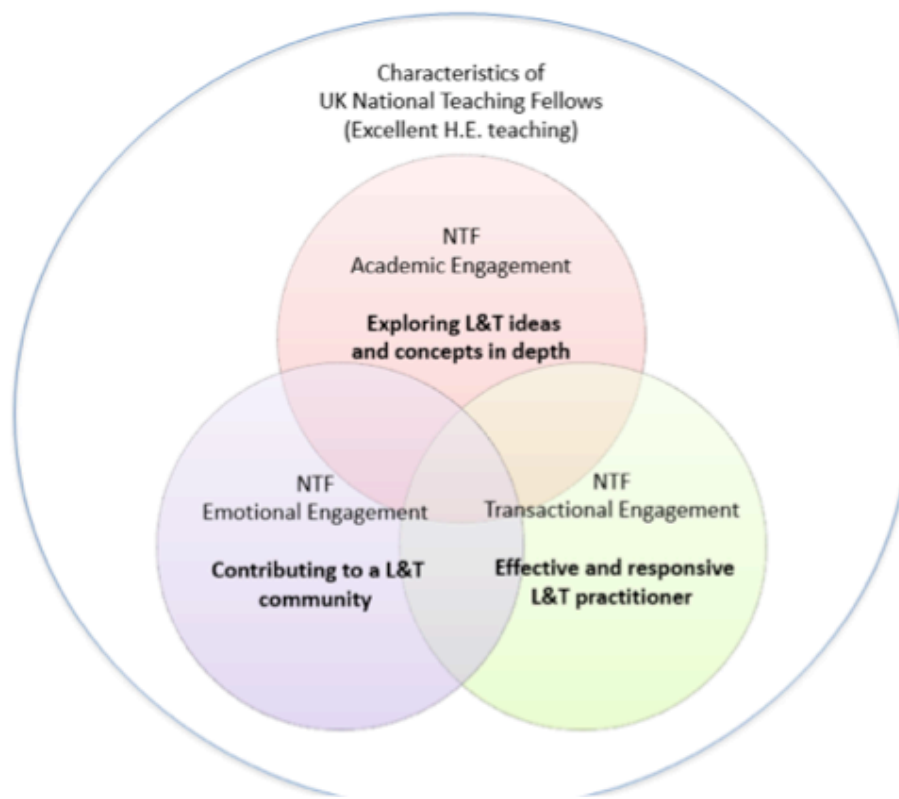 Characteristics of
UK National Teaching Fellows
(Excellent H.E. teaching)
NTF
Academic Engagement
Exploring L&T ideas
and concepts in depth
NTF
Emotional Engagement
Contributing to a L&T
community
NTF
Transactional Engagement
Effective and responsive
L&T practitioner